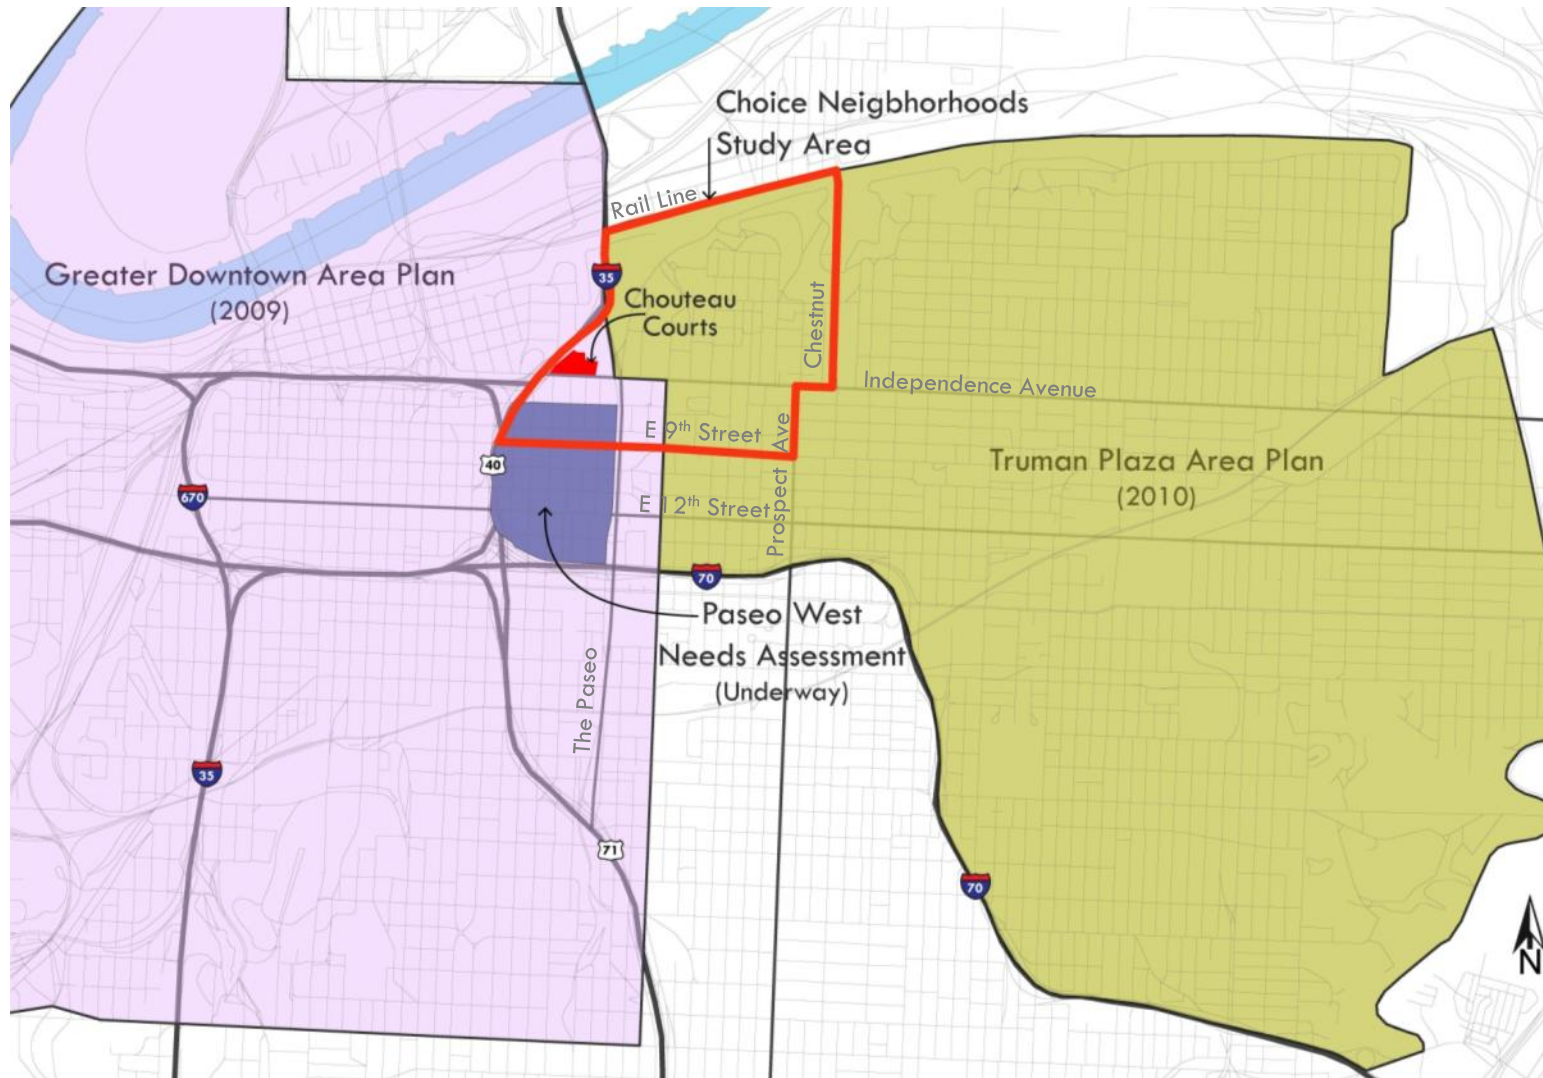 Choice Neigbhorhoods
Study Area
Rail Line
Greater Downtown Area Plan
(2009)
35
Chouteau
Courts
Chestnut
Independence Avenue
E 9th Street
Prospect Ave
40
Truman Plaza Area Plan
(2010)
670
E 12th Street
70
Paseo West
Needs Assessment
(Underway)
The Paseo
35
71
70
N